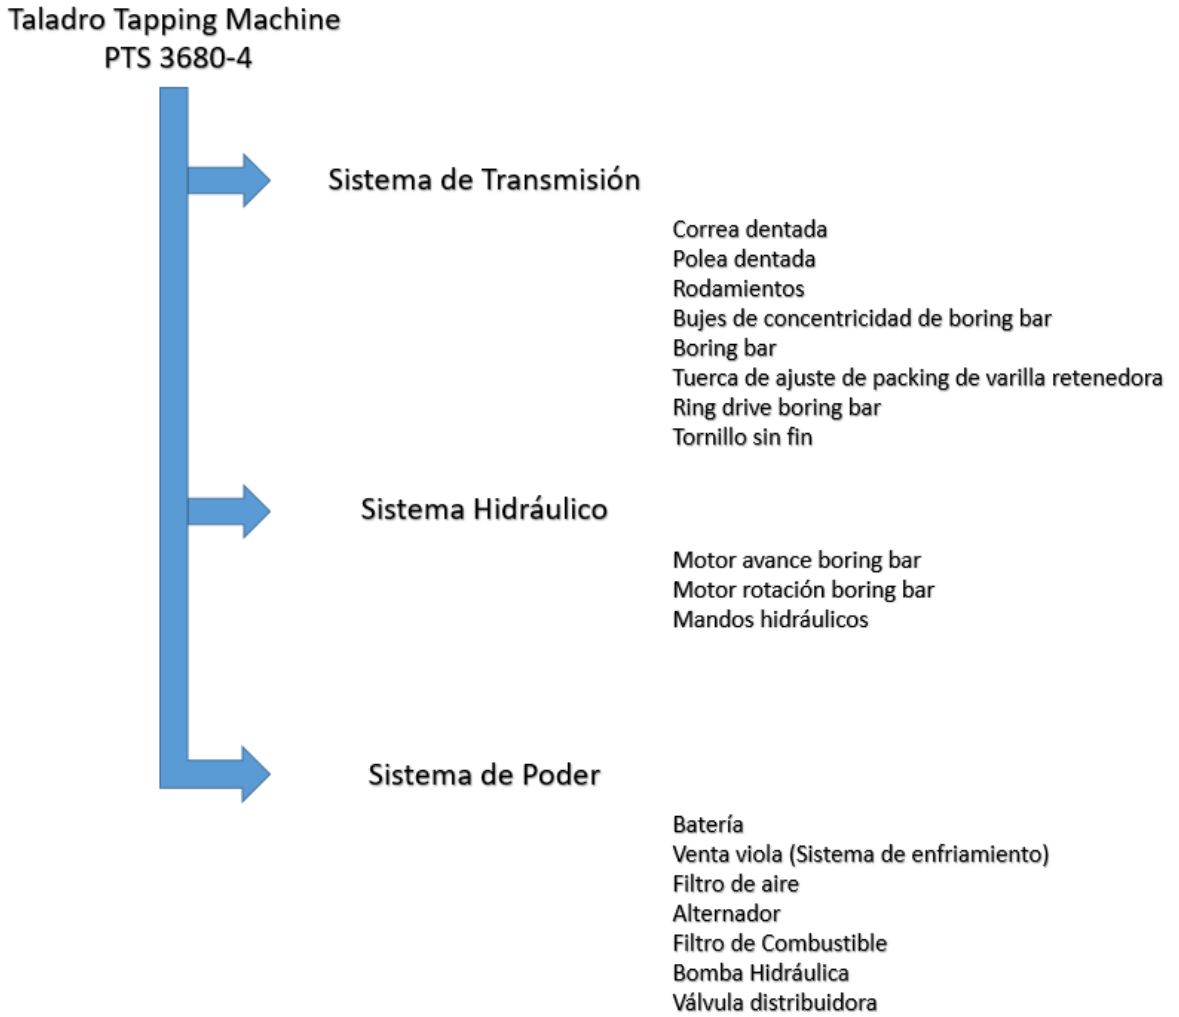 Taladro Tapping Machine
PTS 3680-4
Sistema de Transmisión
Correa dentada
Polea dentada
Rodamientos
Bujes de concentricidad de boring bar
Boring bar
Tuerca de ajuste de packing de varilla retenedora
Ring drive boring bar
Tornillo sin fin
Sistema Hidráulico
Motor avance boring bar
Motor rotación boring bar
Mandos hidráulicos
Sistema de Poder
Batería
Venta viola (Sistema de enfriamiento)
Filtro de aire
Alternador
Filtro de Combustible
Bomba Hidráulica
Válvula distribuidora